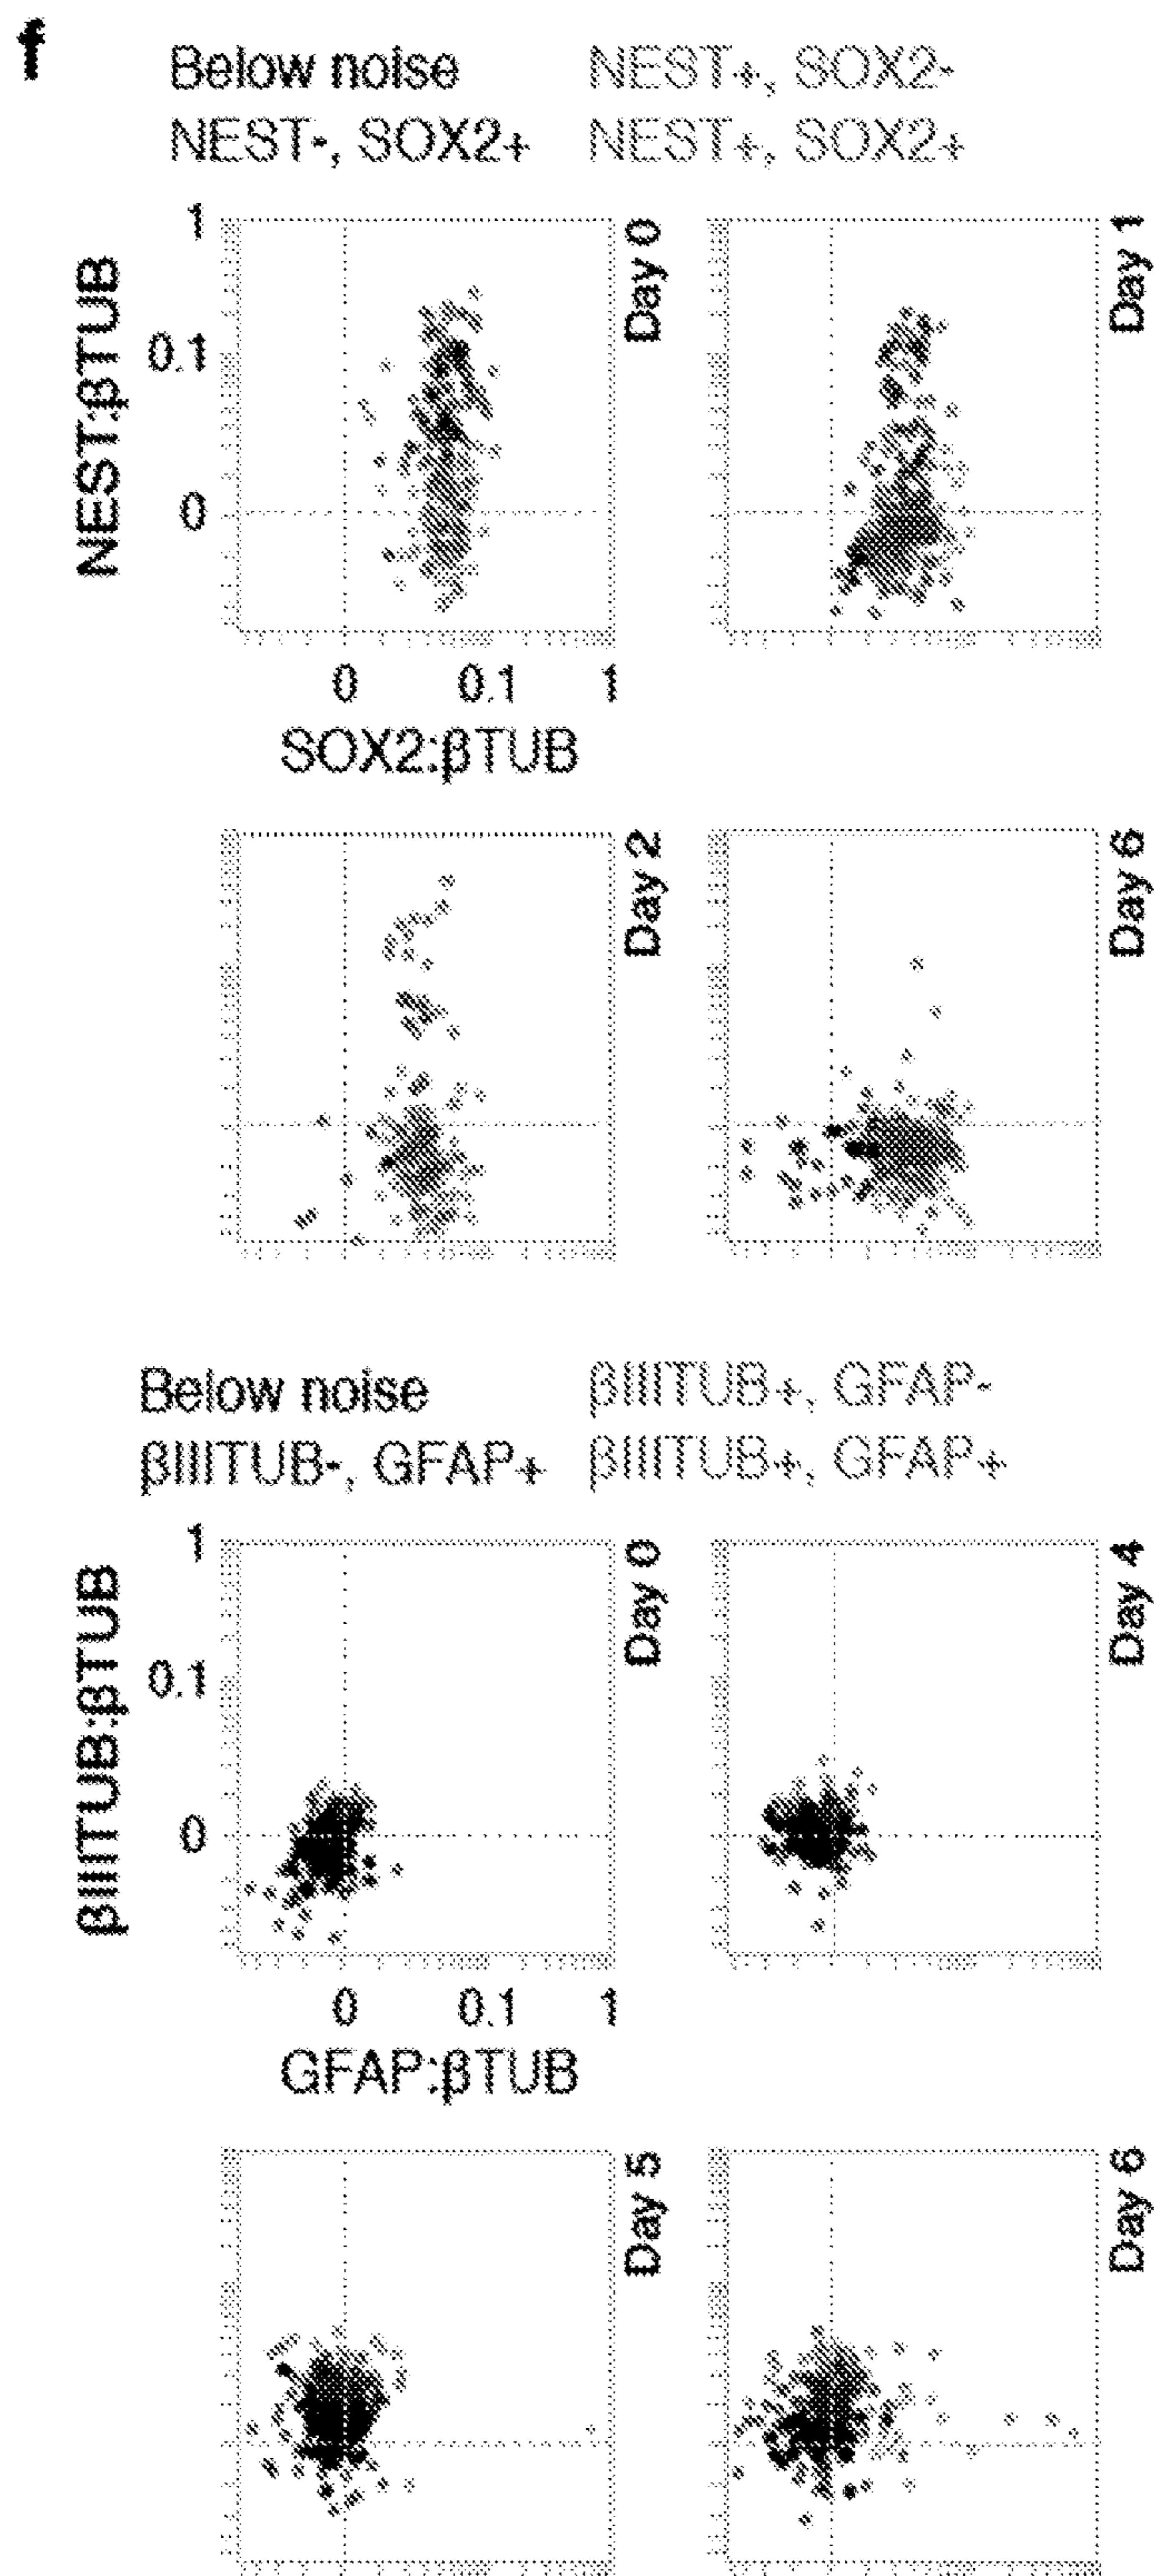 f
Below noise NEST+, SOX2-
NEST-, SOX2+ NEST+, SOX2+
NEST:βTUB
1
0.1
0
Day 0
Day 1
0 0.1 1
SOX2:βTUB
Day 2
Day 6
Below noise βIIITUB+, GFAP-
βIIITUB-, GFAP+ βIIITUB+, GFAP+
βIIITUB:βTUB
1
0.1
0
Day 0
Day 4
0 0.1 1
GFAP:βTUB
Day 5
Day 6